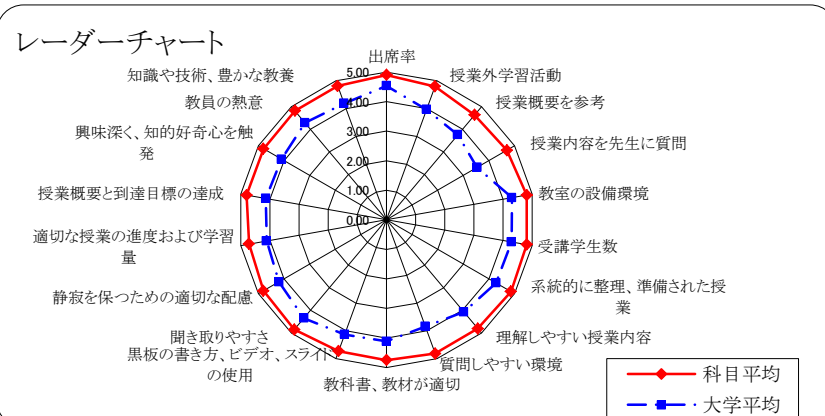 レーダーチャート
出席率
授業外学習活動
授業概要を参考
授業内容を先生に質問
教室の設備環境
受講学生数
系統的に整理、準備された授
業
理解しやすい授業内容
質問しやすい環境
教科書、教材が適切
黒板の書き方、ビデオ、スライド
の使用
聞き取りやすさ
静寂を保つための適切な配慮
適切な授業の進度および学習
量
授業概要と到達目標の達成
興味深く、知的好奇心を触
発
教員の熱意
知識や技術、豊かな教養
5.00
4.00
3.00
2.00
1.00
0.00
科目平均
大学平均